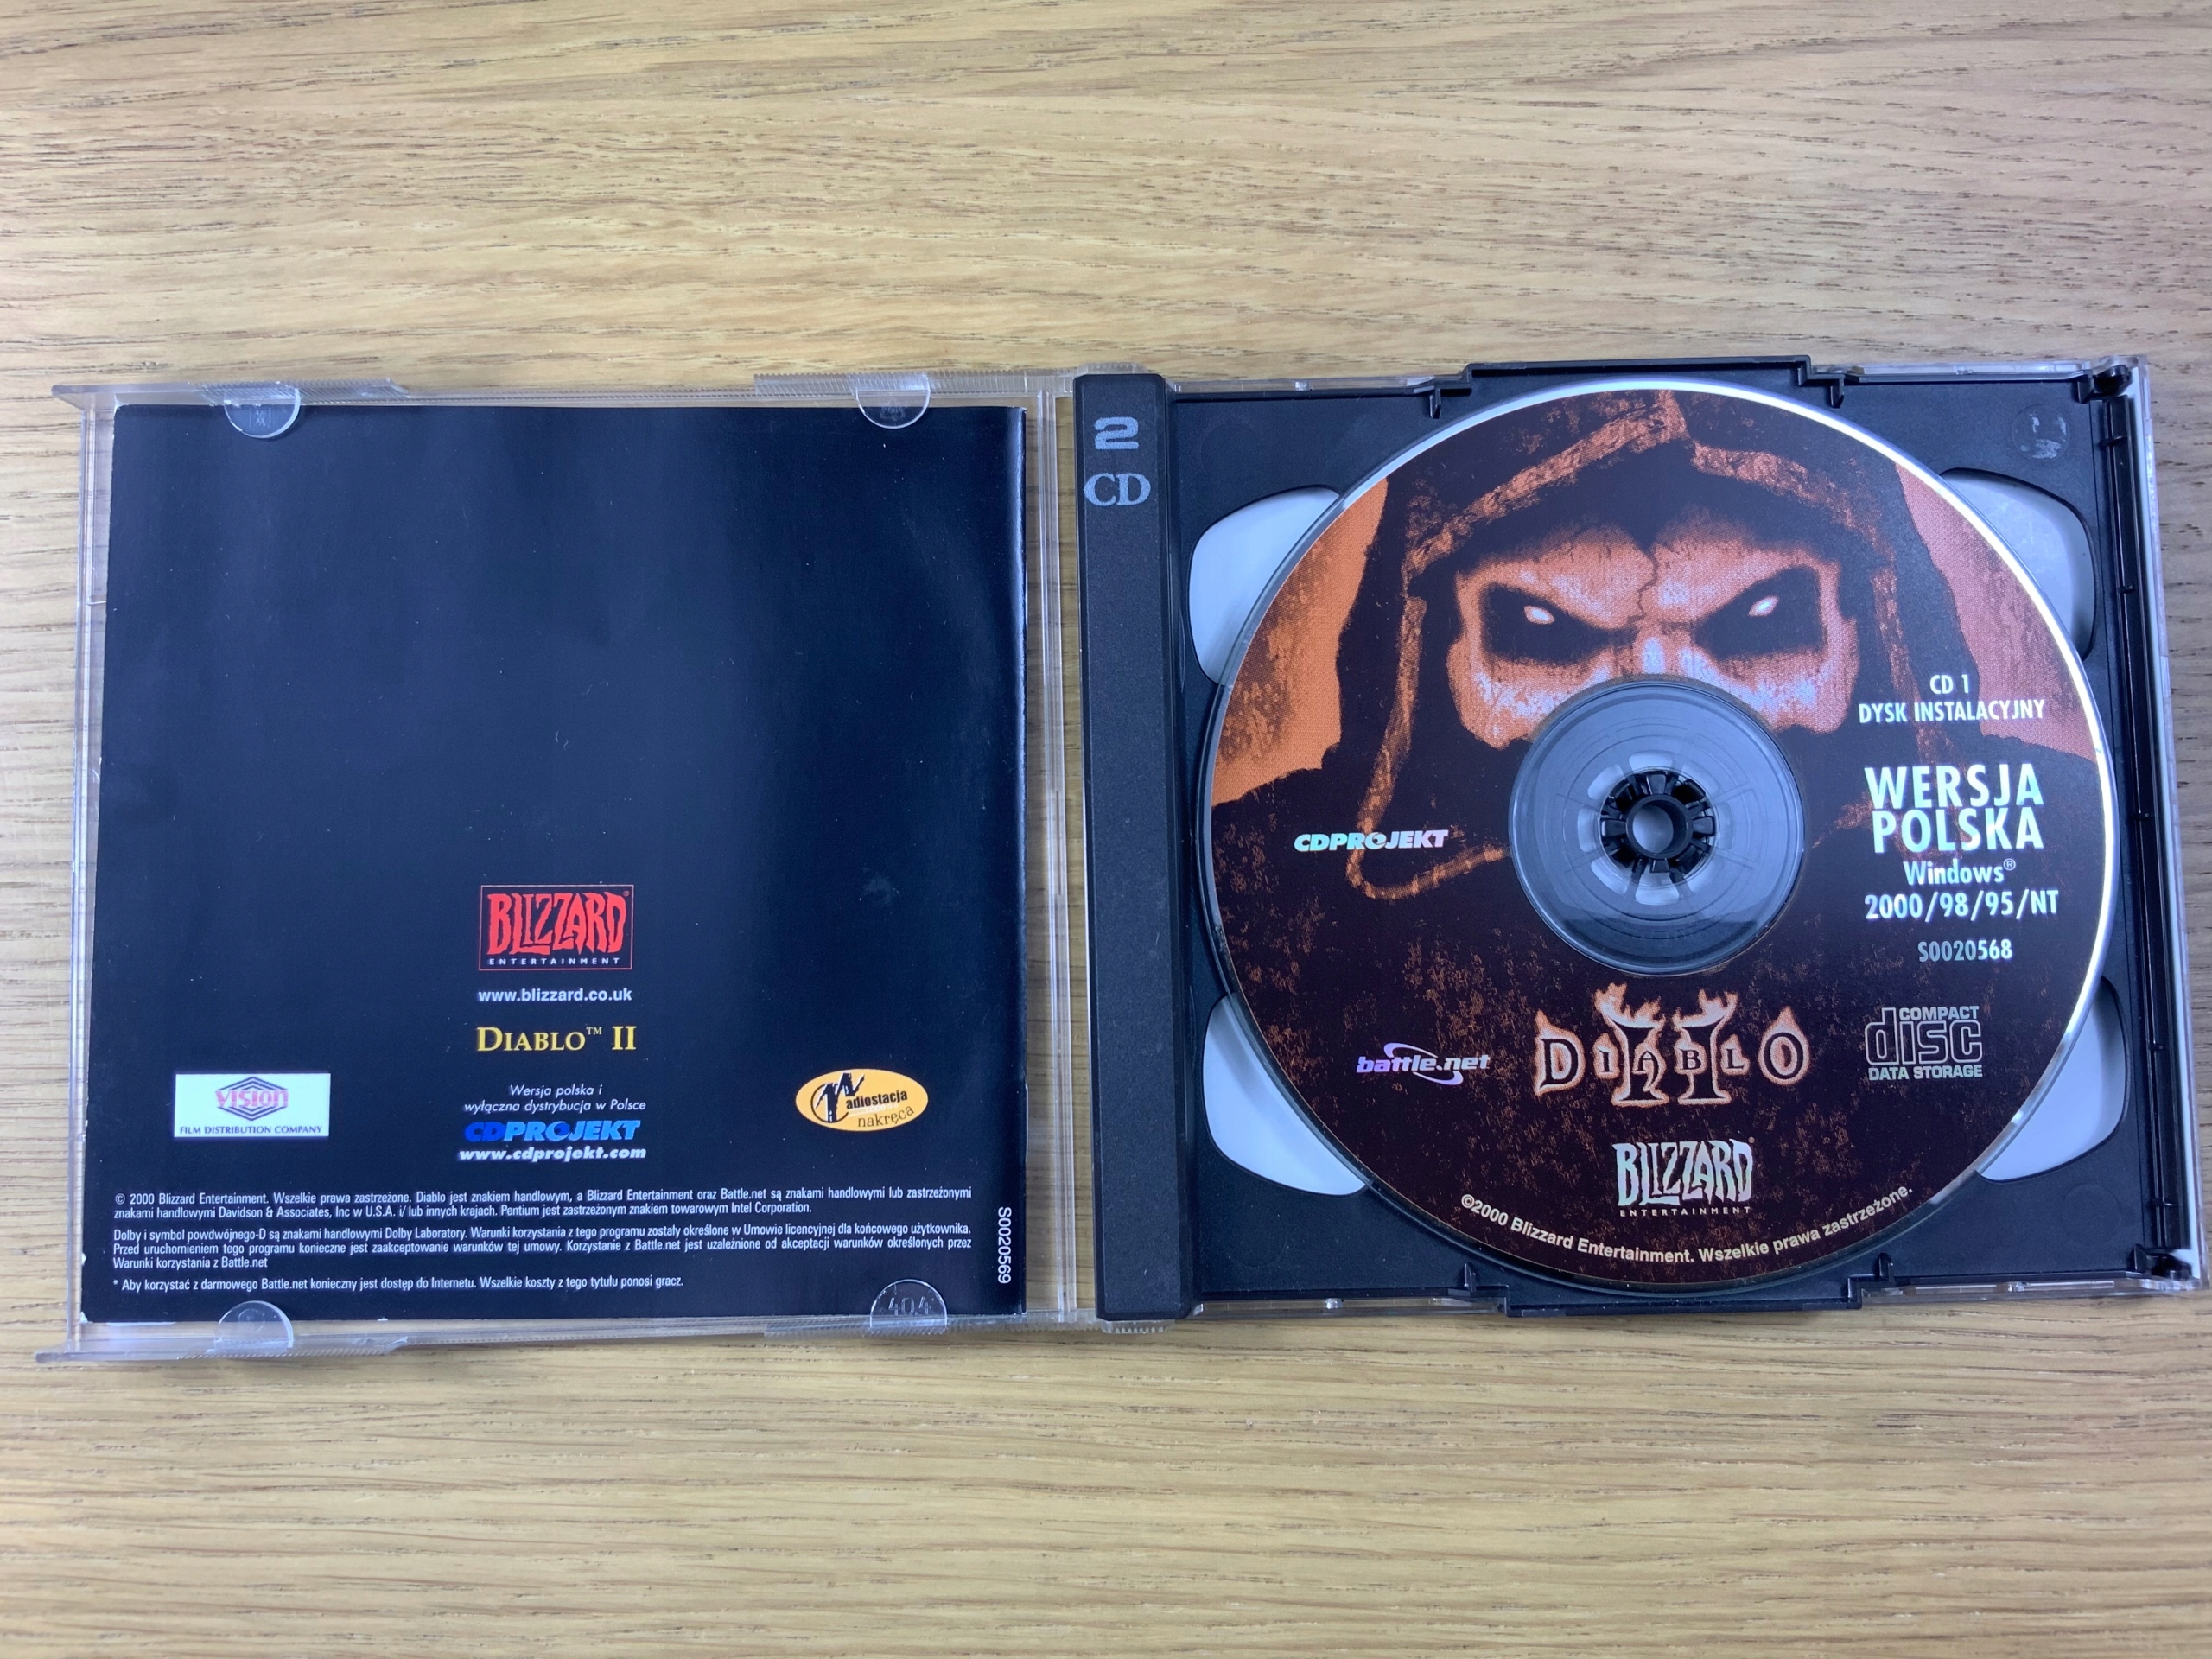 BLIZZARD®
ENTERTAINMENT
www.blizzard.co.uk
DIABLO™ II
VISION
FILM DISTRIBUTION COMPANY
Wersja polska i
wyłączna dystrybucja w Polsce
CDPROJEKT
www.cdprojekt.com
Radiostacja
nakręca
© 2000 Blizzard Entertainment. Wszelkie prawa zastrzeżone. Diablo jest znakiem handlowym, a Blizzard Entertainment oraz Battle.net są znakami handlowymi lub zastrzeżonymi
znakami handlowymi Davidson & Associates, Inc w U.S.A. i/ lub innych krajach. Pentium jest zastrzeżonym znakiem towarowym Intel Corporation.
Dolby i symbol powdwójnego-D są znakami handlowymi Dolby Laboratory. Warunki korzystania z tego programu zostały określone w Umowie licencyjnej dla końcowego użytkownika.
Przed uruchomieniem tego programu konieczne jest zaakceptowanie warunków tej umowy. Korzystanie z Battle.net jest uzależnione od akceptacji warunków określonych przez
Warunki korzystania z Battle.net
* Aby korzystać z darmowego Battle.net konieczny jest dostęp do Internetu. Wszelkie koszty z tego tytułu ponosi gracz.
S0020569
404
2
CD
CD 1
DYSK INSTALACYJNY
WERSJA
POLSKA
Windows®
2000/98/95/NT
S0020568
CDPROJEKT
battle.net
DIABLO II
COMPACT
disc
DATA STORAGE
BLIZZARD®
ENTERTAINMENT
©2000 Blizzard Entertainment. Wszelkie prawa zastrzeżone.